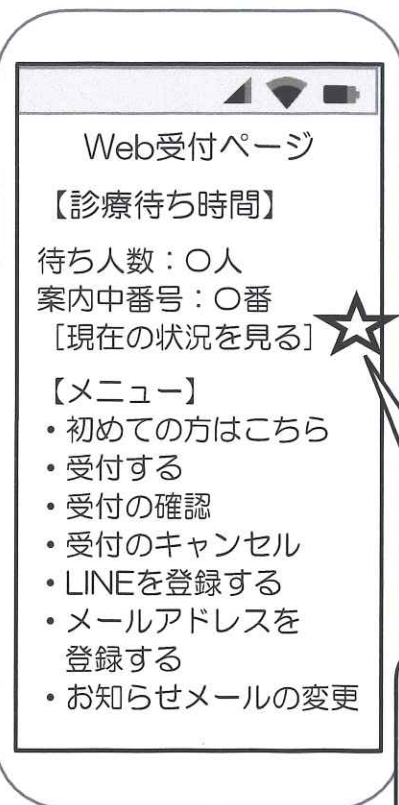 Web受付ページ
【診療待ち時間】
待ち人数：〇人
案内中番号：〇番
［現在の状況を見る］
【メニュー】
・初めての方はこちら
・受付する
・受付の確認
・受付のキャンセル
・LINEを登録する
・メールアドレスを
登録する
・お知らせメールの変更